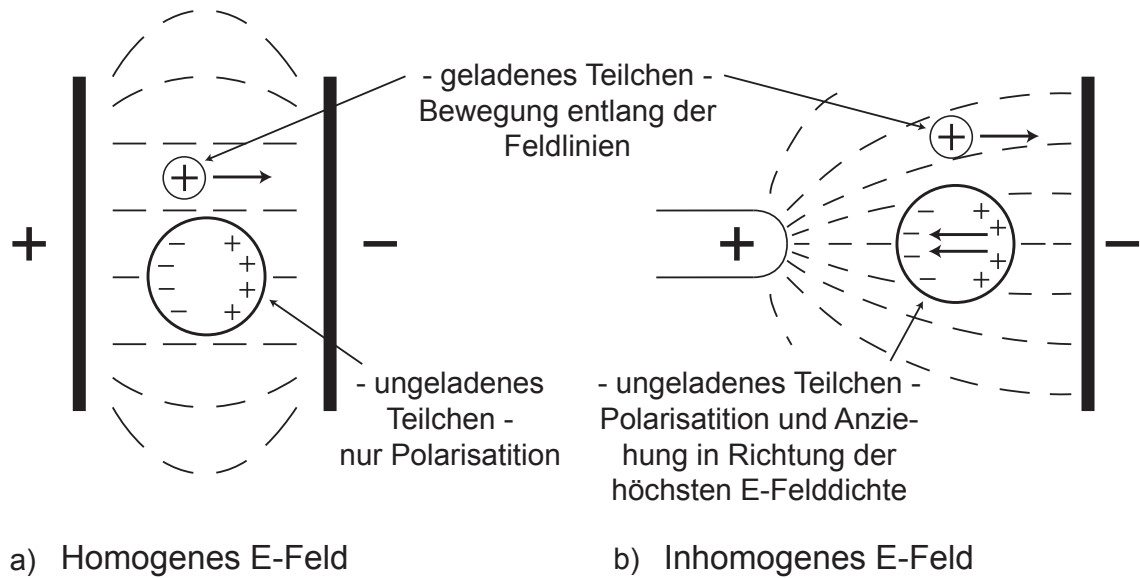 - geladenes Teilchen -
Bewegung entlang der
Feldlinien
+
+
–
– – – – + + + +
+
+
–
– – – – + + + +
- ungeladenes
Teilchen -
nur Polarisatition
- ungeladenes Teilchen -
Polarisatition und Anzie-
hung in Richtung der
höchsten E-Felddichte
a) Homogenes E-Feld
b) Inhomogenes E-Feld